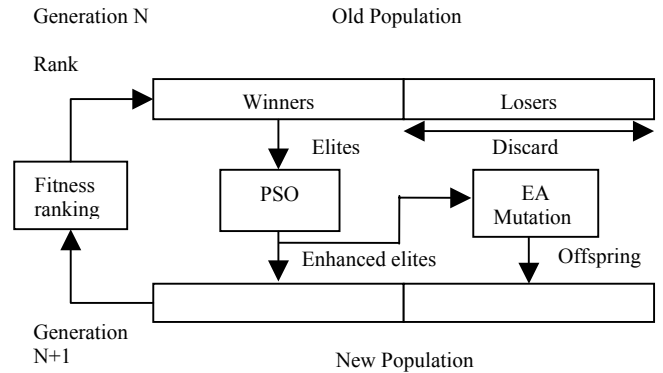 Generation N
Old Population
Rank
Winners
Losers
Elites
Discard
Fitness
ranking
PSO
EA
Mutation
Enhanced elites
Offspring
Generation
N+1
New Population